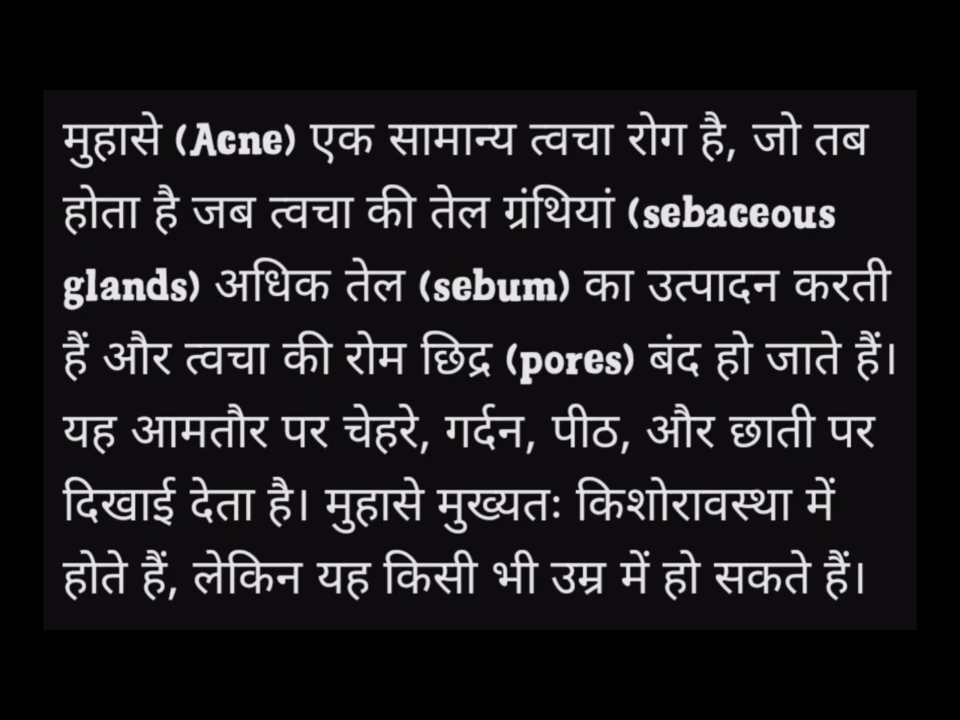 मुहासे (Acne) एक सामान्य त्वचा रोग है, जो तब
होता है जब त्वचा की तेल ग्रंथियां (sebaceous
glands) अधिक तेल (sebum) का उत्पादन करती
हैं और त्वचा की रोम छिद्र (pores) बंद हो जाते हैं।
यह आमतौर पर चेहरे, गर्दन, पीठ, और छाती पर
दिखाई देता है। मुहासे मुख्यतः किशोरावस्था में
होते हैं, लेकिन यह किसी भी उम्र में हो सकते हैं।